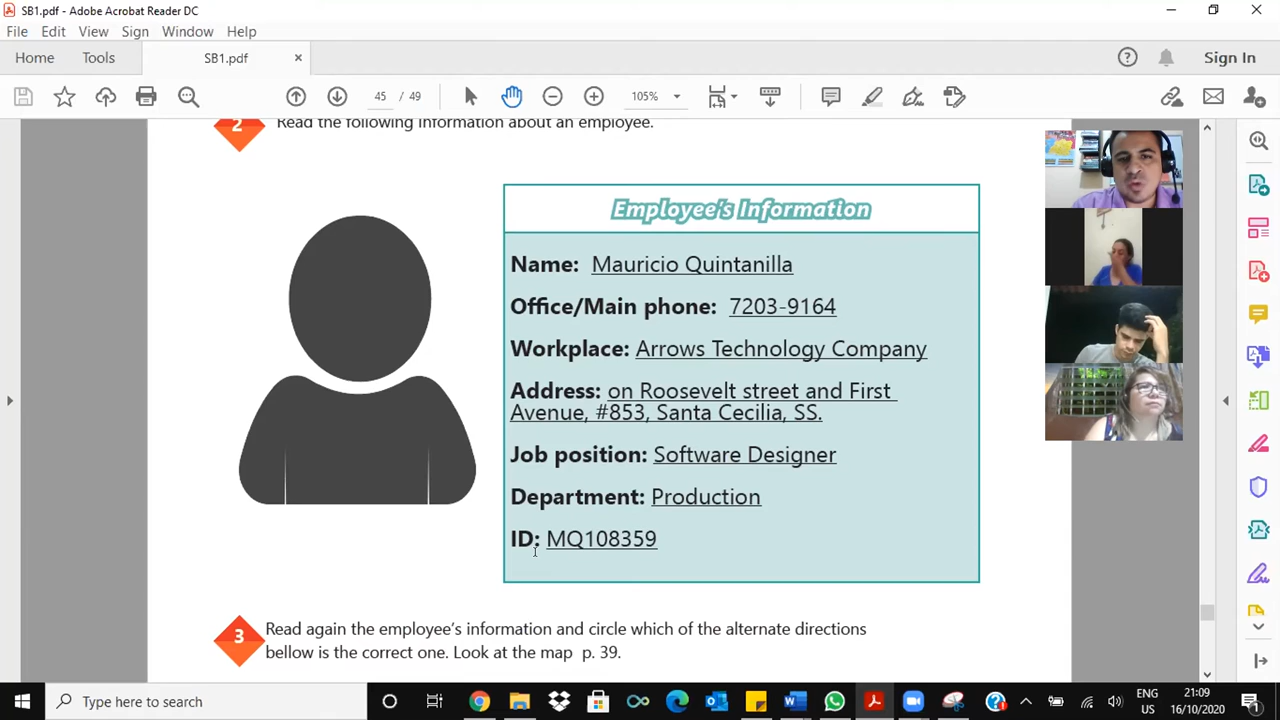 SB1.pdf - Adobe Acrobat Reader DC
File Edit View Sign Window Help
Home Tools SB1.pdf Sign In
45 / 49 105%
2 Read the following information about an employee.
Employee's Information
Name: Mauricio Quintanilla
Office/Main phone: 7203-9164
Workplace: Arrows Technology Company
Address: on Roosevelt street and First
Avenue, #853, Santa Cecilia, SS.
Job position: Software Designer
Department: Production
ID: MQ108359
3 Read again the employee's information and circle which of the alternate directions
bellow is the correct one. Look at the map p. 39.
Type here to search
ENG 21:09
US 16/10/2020